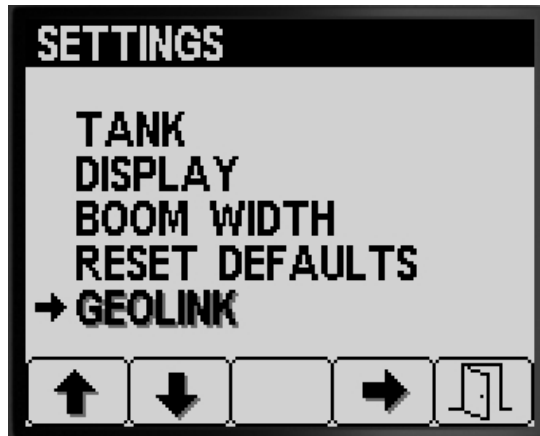 SETTINGS
TANK
DISPLAY
BOOM WIDTH
RESET DEFAULTS
GEOLINK